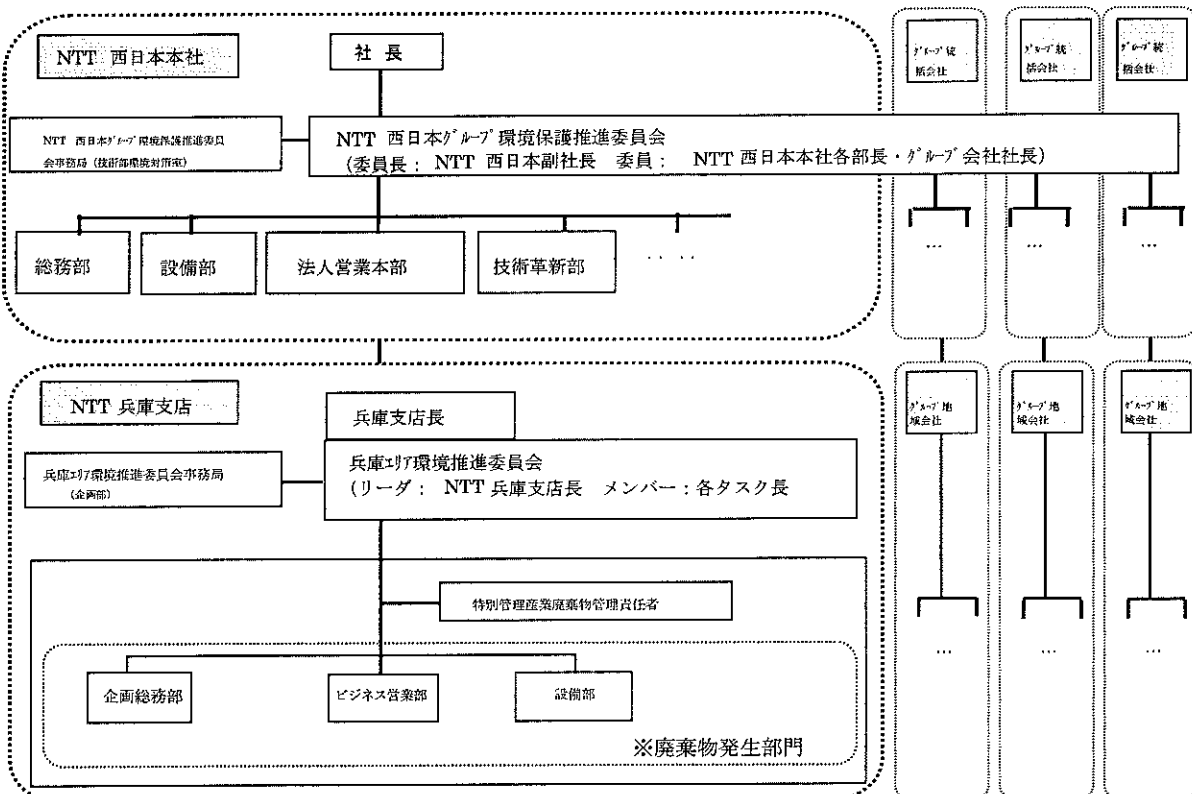 NTT 西日本本社
社 長
NTT 西日本グループ環境保護推進委員
会事務局（技術部環境対策室）
NTT 西日本グループ環境保護推進委員会
(委員長： NTT 西日本副社長 委員： NTT 西日本本社各部長・グループ会社社長）
総務部
設備部
法人営業本部
技術革新部
‥ ‥
グループ統
括会社
…
グループ統
括会社
…
グループ統
括会社
…
NTT 兵庫支店
兵庫支店長
兵庫エリア環境推進委員会事務局
(企画部）
兵庫エリア環境推進委員会
(リーダ： NTT 兵庫支店長 メンバー：各タスク長
特別管理産業廃棄物管理責任者
企画総務部
ビジネス営業部
設備部
※廃棄物発生部門
グループ地
域会社
…
グループ地
域会社
…
グループ地
域会社
…